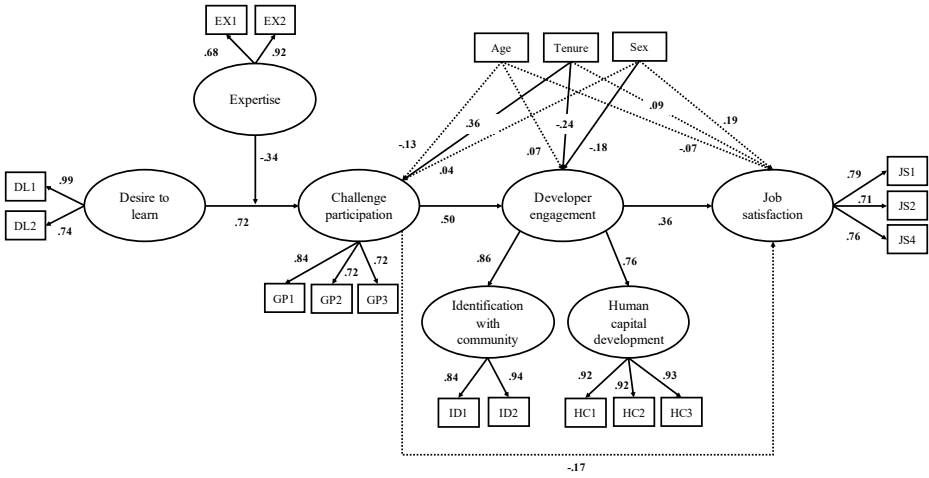 EX1 EX2
.68 .92
Expertise
-.34
Age Tenure Sex
-.13
.36
.04
.07
-.24
-.18
.09
-.07
.19
DL1
DL2
.99
.74
Desire to
learn
.72
Challenge
participation
.50
Developer
engagement
.36
Job
satisfaction
.79
.71
.76
JS1
JS2
JS4
.84 .72 .72
GP1 GP2 GP3
.86
.76
Identification
with
community
Human
capital
development
.84 .94
ID1 ID2
.92 .92 .93
HC1 HC2 HC3
-.17